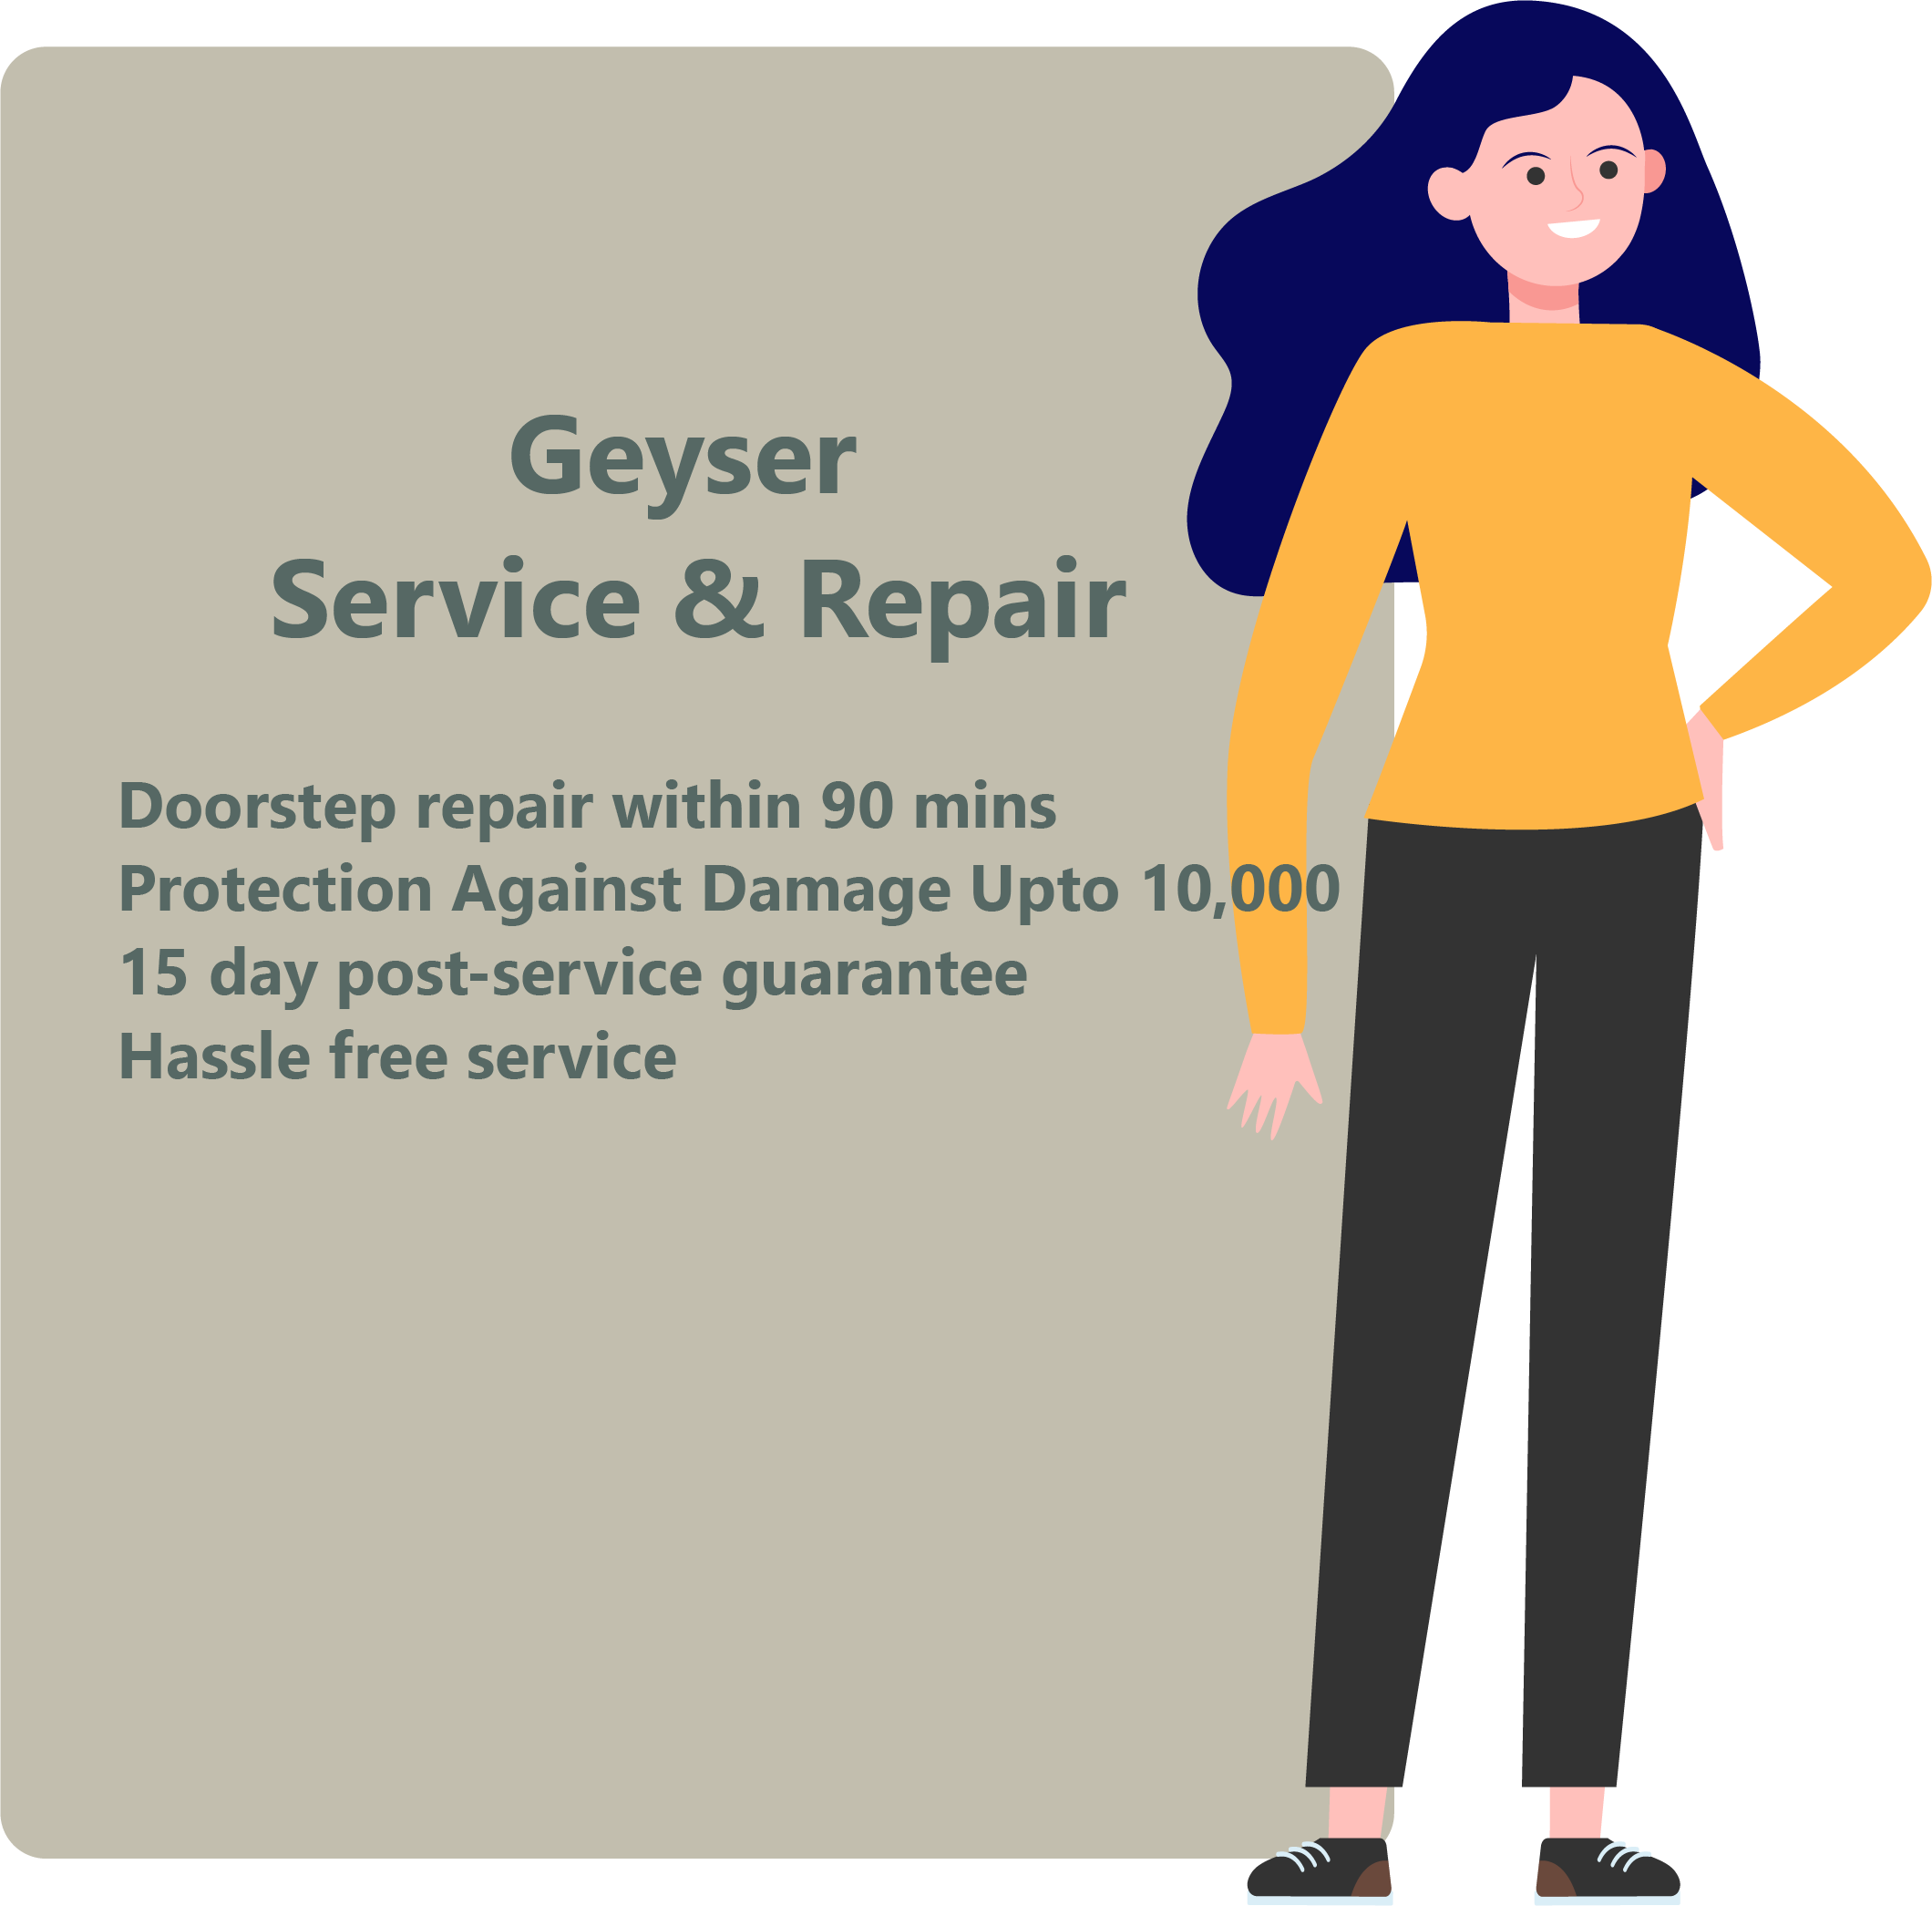 Geyser
Service & Repair
Doorstep repair within 90 mins
Protection Against Damage Upto 10,000
15 day post-service guarantee
Hassle free service